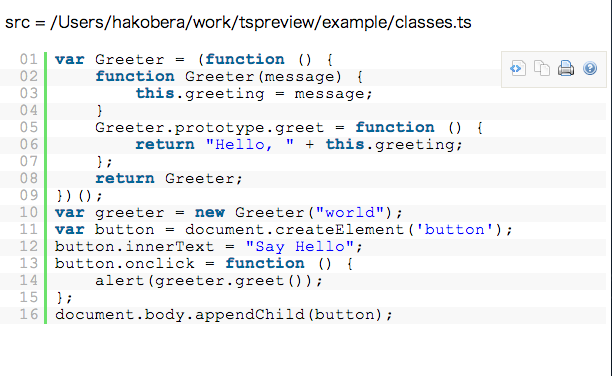 src = /Users/hakobera/work/tspreview/example/classes.ts
01 var Greeter = (function () {
02     function Greeter(message) {
03         this.greeting = message;
04     }
05     Greeter.prototype.greet = function () {
06         return "Hello, " + this.greeting;
07     };
08     return Greeter;
09 })();
10 var greeter = new Greeter("world");
11 var button = document.createElement('button');
12 button.innerText = "Say Hello";
13 button.onclick = function () {
14     alert(greeter.greet());
15 };
16 document.body.appendChild(button);